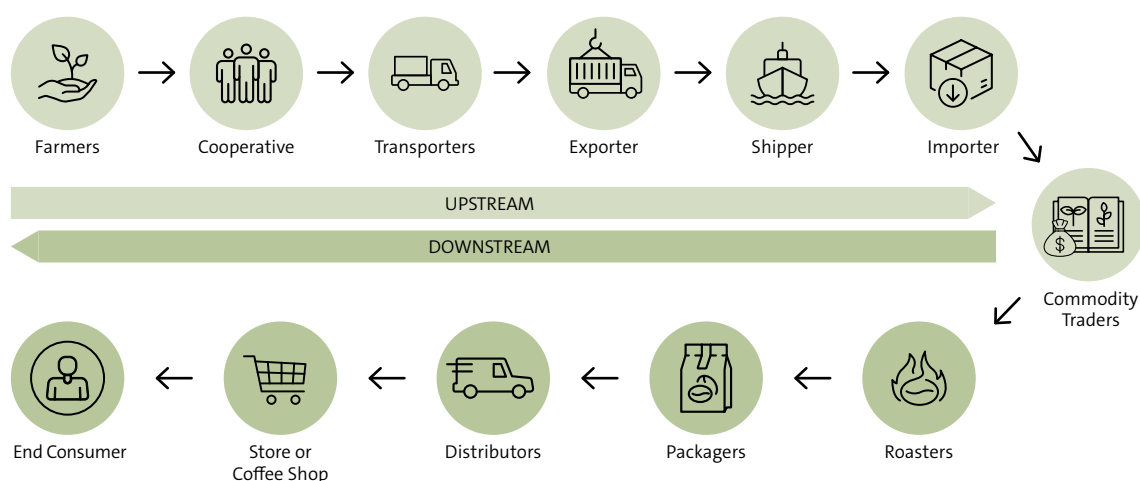 Farmers
Cooperative
Transporters
Exporter
Shipper
Importer
UPSTREAM
DOWNSTREAM
$
Commodity
Traders
End Consumer
Store or
Coffee Shop
Distributors
Packagers
Roasters